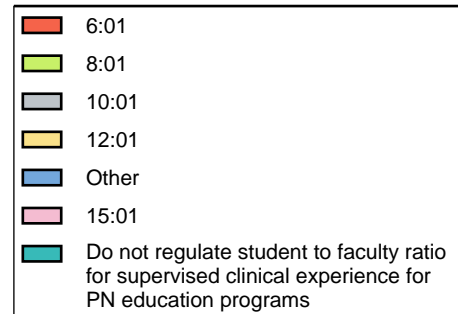 6:01
8:01
10:01
12:01
Other
15:01
Do not regulate student to faculty ratio
for supervised clinical experience for
PN education programs